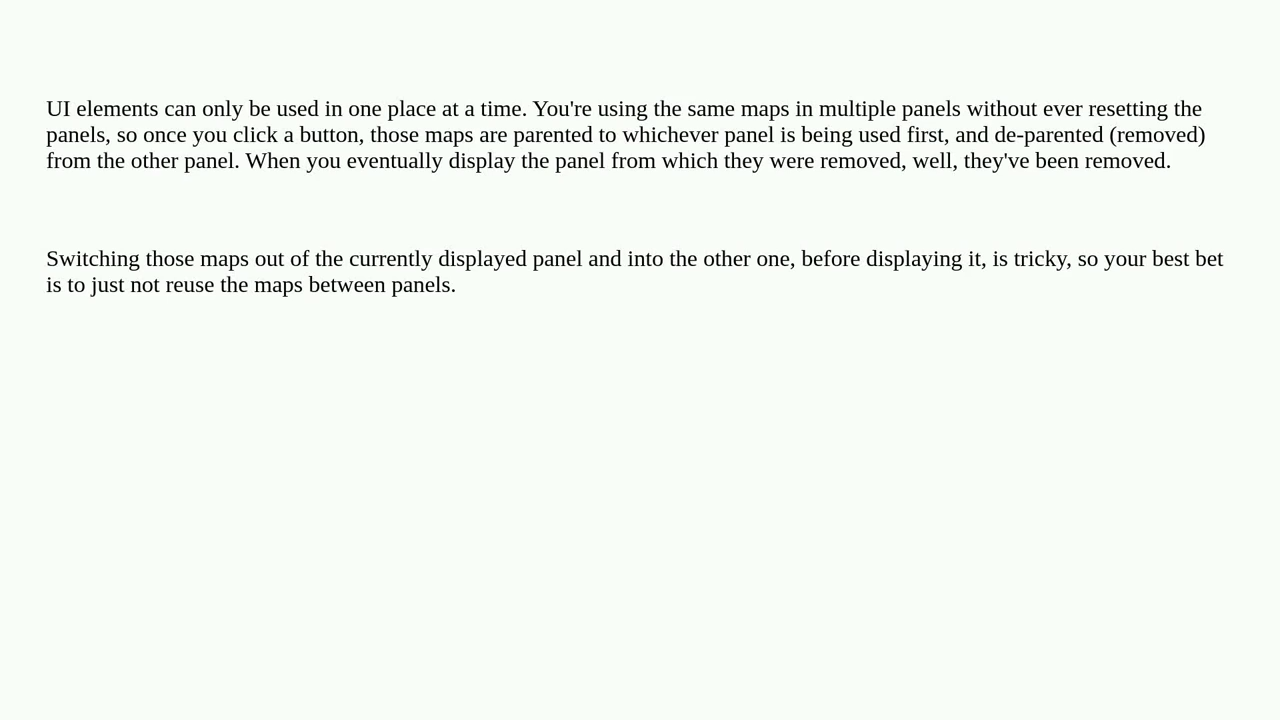 UI elements can only be used in one place at a time. You're using the same maps in multiple panels without ever resetting the
panels, so once you click a button, those maps are parented to whichever panel is being used first, and de-parented (removed)
from the other panel. When you eventually display the panel from which they were removed, well, they've been removed.
Switching those maps out of the currently displayed panel and into the other one, before displaying it, is tricky, so your best bet
is to just not reuse the maps between panels.